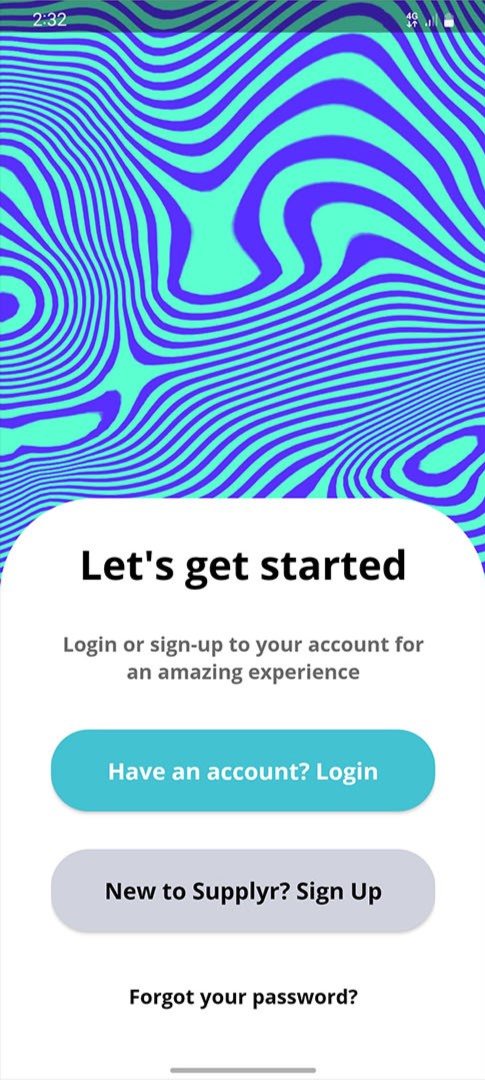 2:32
4G
Let's get started
Login or sign-up to your account for
an amazing experience
Have an account? Login
New to Supplyr? Sign Up
Forgot your password?